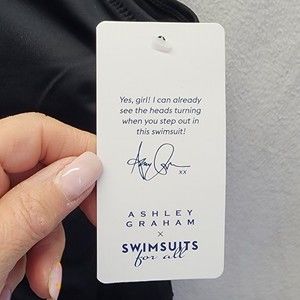 Yes, girl! I can already
see the heads turning
when you step out in
this swimsuit!
xx
ASHLEY
GRAHAM
x
SWIMSUITS
for all